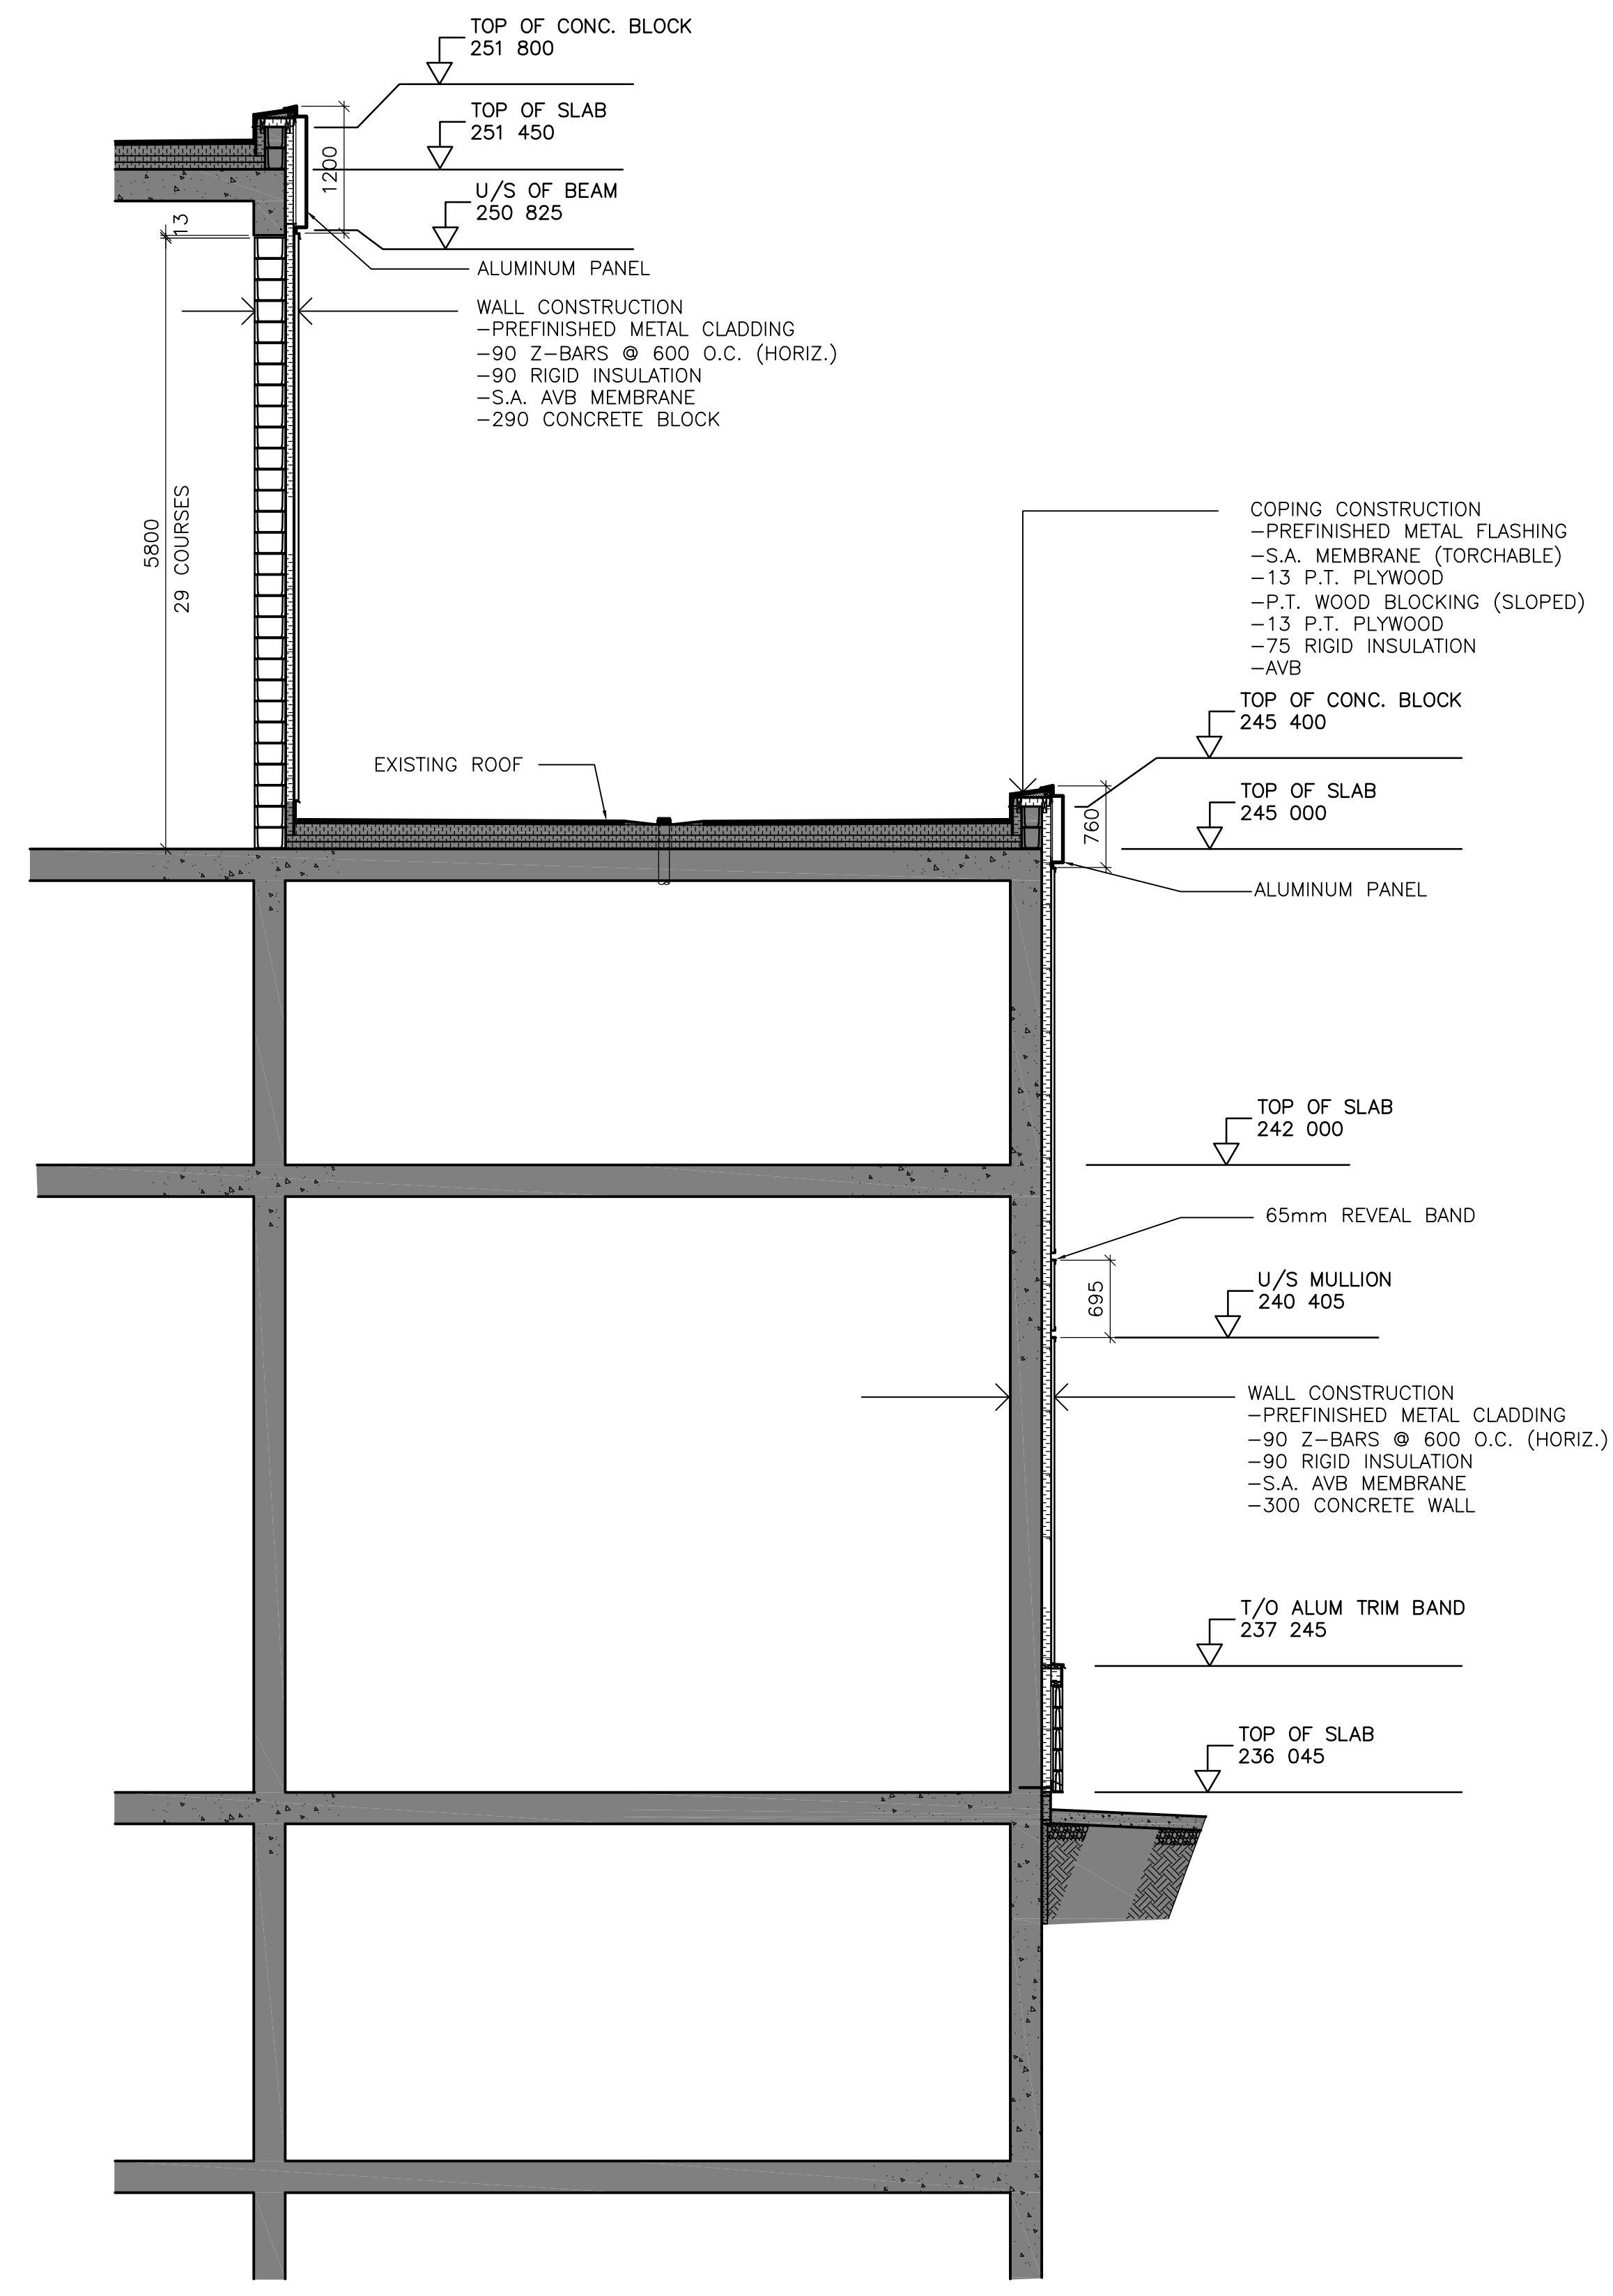 TOP OF CONC. BLOCK
251 800
TOP OF SLAB
251 450
1200
U/S OF BEAM
250 825
13
ALUMINUM PANEL
WALL CONSTRUCTION
-PREFINISHED METAL CLADDING
-90 Z-BARS @ 600 O.C. (HORIZ.)
-90 RIGID INSULATION
-S.A. AVB MEMBRANE
-290 CONCRETE BLOCK
5800
29 COURSES
COPING CONSTRUCTION
-PREFINISHED METAL FLASHING
-S.A. MEMBRANE (TORCHABLE)
-13 P.T. PLYWOOD
-P.T. WOOD BLOCKING (SLOPED)
-13 P.T. PLYWOOD
-75 RIGID INSULATION
-AVB
TOP OF CONC. BLOCK
245 400
EXISTING ROOF
TOP OF SLAB
245 000
760
ALUMINUM PANEL
TOP OF SLAB
242 000
65mm REVEAL BAND
U/S MULLION
240 405
695
WALL CONSTRUCTION
-PREFINISHED METAL CLADDING
-90 Z-BARS @ 600 O.C. (HORIZ.)
-90 RIGID INSULATION
-S.A. AVB MEMBRANE
-300 CONCRETE WALL
T/O ALUM TRIM BAND
237 245
TOP OF SLAB
236 045